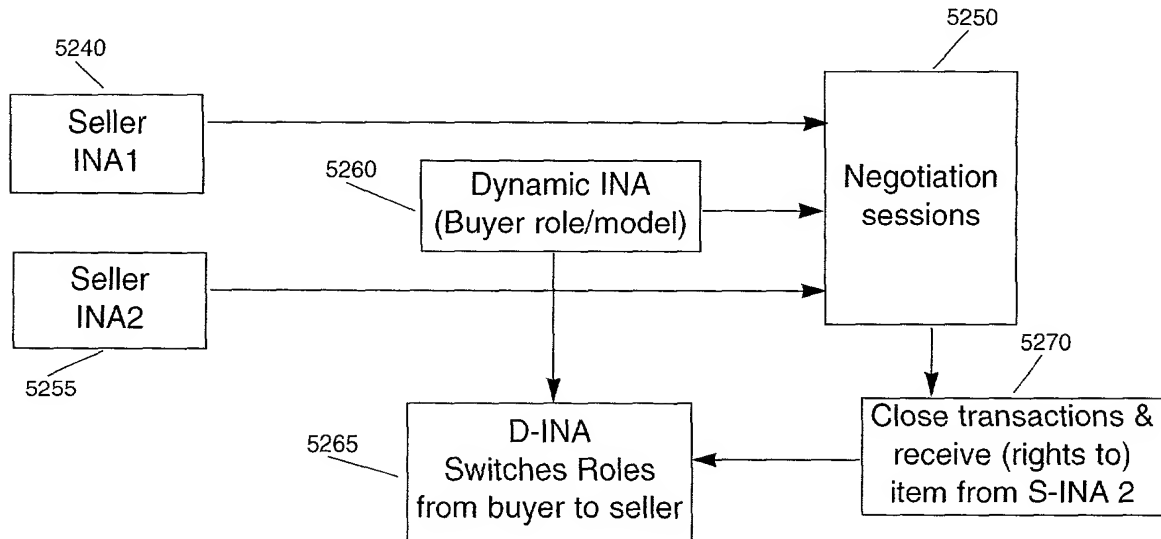 5240
Seller
INA1
5250
Negotiation
sessions
5260
Dynamic INA
(Buyer role/model)
Seller
INA2
5255
5270
Close transactions &
receive (rights to)
item from S-INA 2
5265
D-INA
Switches Roles
from buyer to seller